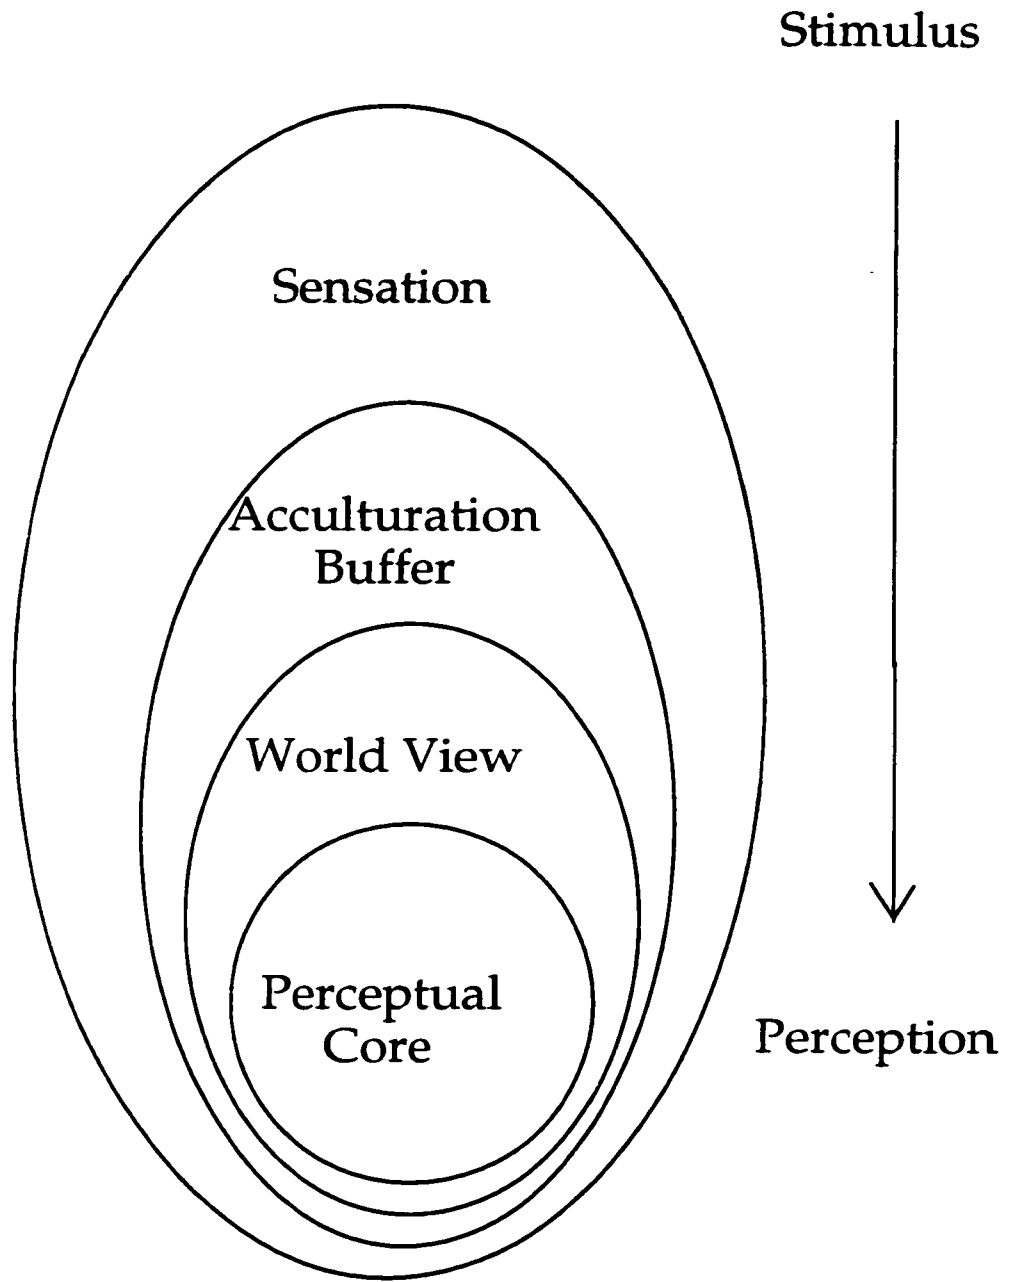 Stimulus
Sensation
Acculturation
Buffer
World View
Perceptual
Core
Perception